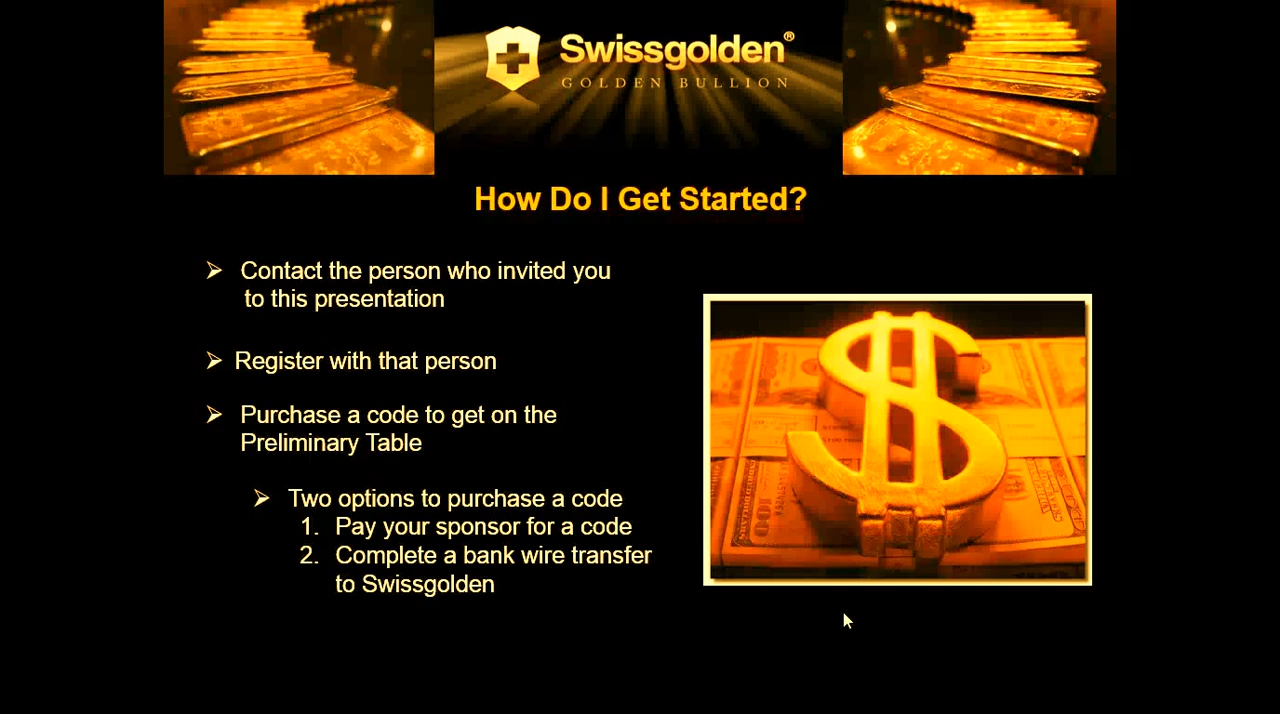 Swissgolden®
GOLDEN BULLION
How Do I Get Started?
➢ Contact the person who invited you
to this presentation
➢ Register with that person
➢ Purchase a code to get on the
Preliminary Table
➢ Two options to purchase a code
1. Pay your sponsor for a code
2. Complete a bank wire transfer
to Swissgolden